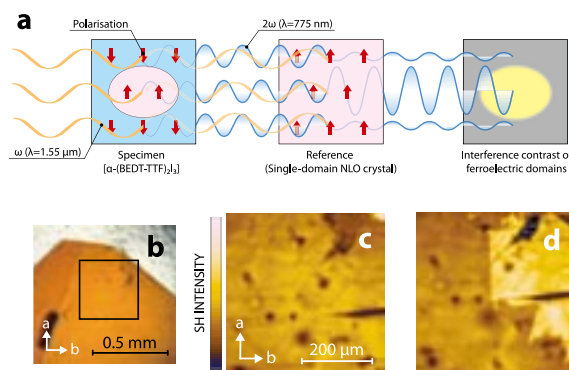 a
Polarisation
2ω (λ=775 nm)
ω (λ=1.55 μm)
Specimen
[α-(BEDT-TTF)₂I₃]
Reference
(Single-domain NLO crystal)
Interference contrast o
ferroelectric domains
b
a
b
0.5 mm
SH INTENSITY
c
a
b
200 μm
d